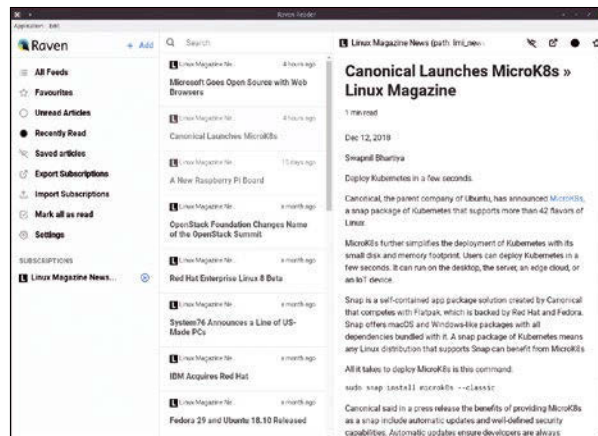 Raven Reader
Application Edit
Raven
+ Add
All Feeds
Favourites
Unread Articles
Recently Read
Saved articles
Export Subscriptions
Import Subscriptions
Mark all as read
Settings
SUBSCRIPTIONS
L Linux Magazine News...
Search
L Linux Magazine Ne... 4 hours ago
Microsoft Goes Open Source with Web
Browsers
L Linux Magazine Ne... 4 hours ago
Canonical Launches MicroK8s
L Linux Magazine Ne... 15 days ago
A New Raspberry Pi Board
L Linux Magazine Ne... a month ago
OpenStack Foundation Changes Name
of the OpenStack Summit
L Linux Magazine Ne... a month ago
Red Hat Enterprise Linux 8 Beta
L Linux Magazine Ne... a month ago
System76 Announces a Line of US-
Made PCs
L Linux Magazine Ne... a month ago
IBM Acquires Red Hat
L Linux Magazine Ne... a month ago
Fedora 29 and Ubuntu 18.10 Released
L Linux Magazine News (path: lmi_new
Canonical Launches MicroK8s »
Linux Magazine
1 min read
Dec 12, 2018
Swapnil Bhartiya
Deploy Kubernetes in a few seconds.
Canonical, the parent company of Ubuntu, has announced MicroK8s,
a snap package of Kubernetes that supports more than 42 flavors of
Linux.
MicroK8s further simplifies the deployment of Kubernetes with its
small disk and memory footprint. Users can deploy Kubernetes in a
few seconds. It can run on the desktop, the server, an edge cloud, or
an IoT device.
Snap is a self-contained app package solution created by Canonical
that competes with Flatpak, which is backed by Red Hat and Fedora.
Snap offers macOS and Windows-like packages with all
dependencies bundled with it. A snap package of Kubernetes means
any Linux distribution that supports Snap can benefit from MicroK8s
All it takes to deploy MicroK8s is this command:
sudo snap install microk8s --classic
Canonical said in a press release the benefits of providing MicroK8s
as a snap include automatic updates and well-defined security
capabilities. Automatic updates ensure developers are always